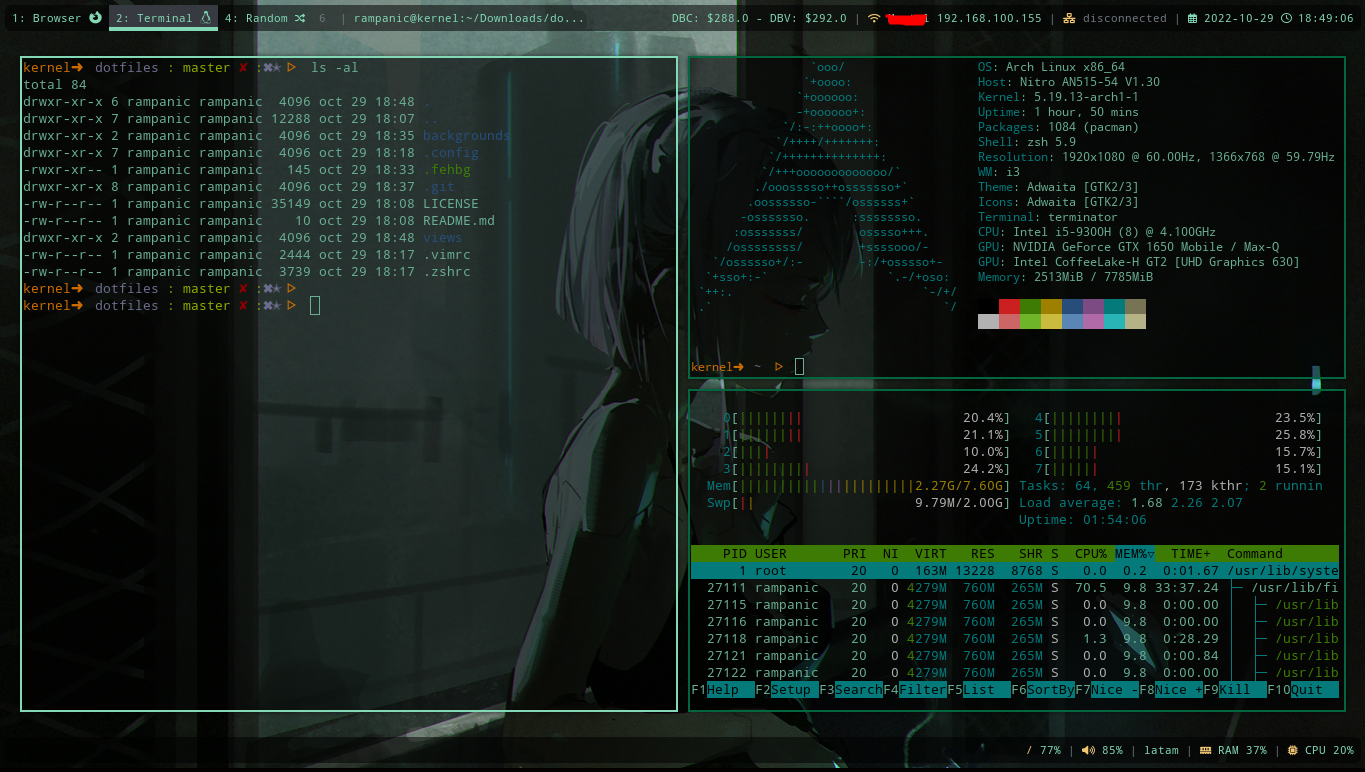 1: Browser 2: Terminal 4: Random 6 | rampanic@kernel:~/Downloads/do... DBC: $288.0 - DBV: $292.0 | 192.168.100.155 | disconnected | 2022-10-29 18:49:06
kernel➜ dotfiles : master ✘ :✖✭ ▷ ls -al
total 84
drwxr-xr-x 6 rampanic rampanic 4096 oct 29 18:48 .
drwxr-xr-x 7 rampanic rampanic 12288 oct 29 18:07 ..
drwxr-xr-x 2 rampanic rampanic 4096 oct 29 18:35 backgrounds
drwxr-xr-x 7 rampanic rampanic 4096 oct 29 18:18 .config
-rwxr-xr-- 1 rampanic rampanic 145 oct 29 18:33 .fehbg
drwxr-xr-x 8 rampanic rampanic 4096 oct 29 18:37 .git
-rw-r--r-- 1 rampanic rampanic 35149 oct 29 18:08 LICENSE
-rw-r--r-- 1 rampanic rampanic 10 oct 29 18:08 README.md
drwxr-xr-x 2 rampanic rampanic 4096 oct 29 18:48 views
-rw-r--r-- 1 rampanic rampanic 2444 oct 29 18:17 .vimrc
-rw-r--r-- 1 rampanic rampanic 3739 oct 29 18:17 .zshrc
kernel➜ dotfiles : master ✘ :✖✭ ▷
kernel➜ dotfiles : master ✘ :✖✭ ▷
OS: Arch Linux x86_64
Host: Nitro AN515-54 V1.30
Kernel: 5.19.13-arch1-1
Uptime: 1 hour, 50 mins
Packages: 1084 (pacman)
Shell: zsh 5.9
Resolution: 1920x1080 @ 60.00Hz, 1366x768 @ 59.79Hz
WM: i3
Theme: Adwaita [GTK2/3]
Icons: Adwaita [GTK2/3]
Terminal: terminator
CPU: Intel i5-9300H (8) @ 4.100GHz
GPU: NVIDIA GeForce GTX 1650 Mobile / Max-Q
GPU: Intel CoffeeLake-H GT2 [UHD Graphics 630]
Memory: 2513MiB / 7785MiB
kernel➜ ~ ▷
0[||||||||| 20.4%] 4[||||||||| 23.5%]
1[||||||||| 21.1%] 5[||||||||| 25.8%]
2[|||| 10.0%] 6[|||||| 15.7%]
3[||||||||| 24.2%] 7[|||||| 15.1%]
Mem[||||||||||||||||||||||2.27G/7.60G] Tasks: 64, 459 thr, 173 kthr; 2 runnin
Swp[|| 9.79M/2.00G] Load average: 1.68 2.26 2.07
Uptime: 01:54:06
PID USER PRI NI VIRT RES SHR S CPU% MEM%▽ TIME+ Command
1 root 20 0 163M 13228 8768 S 0.0 0.2 0:01.67 /usr/lib/syste
27111 rampanic 20 0 4279M 760M 265M S 70.5 9.8 33:37.24 ├─ /usr/lib/fi
27115 rampanic 20 0 4279M 760M 265M S 0.0 9.8 0:00.00 │ ├─ /usr/lib
27116 rampanic 20 0 4279M 760M 265M S 0.0 9.8 0:00.00 │ ├─ /usr/lib
27118 rampanic 20 0 4279M 760M 265M S 1.3 9.8 0:28.29 │ ├─ /usr/lib
27121 rampanic 20 0 4279M 760M 265M S 0.0 9.8 0:00.84 │ ├─ /usr/lib
27122 rampanic 20 0 4279M 760M 265M S 0.0 9.8 0:00.00 │ ├─ /usr/lib
F1Help F2Setup F3SearchF4FilterF5List F6SortByF7Nice -F8Nice +F9Kill F10Quit
/ 77% | 85% | latam | RAM 37% | CPU 20%